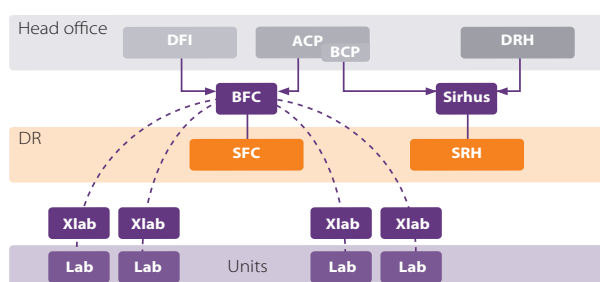 Head office
DFI
ACP
BCP
DRH
BFC
Sirhus
DR
SFC
SRH
Xlab
Xlab
Xlab
Xlab
Lab
Lab
Units
Lab
Lab